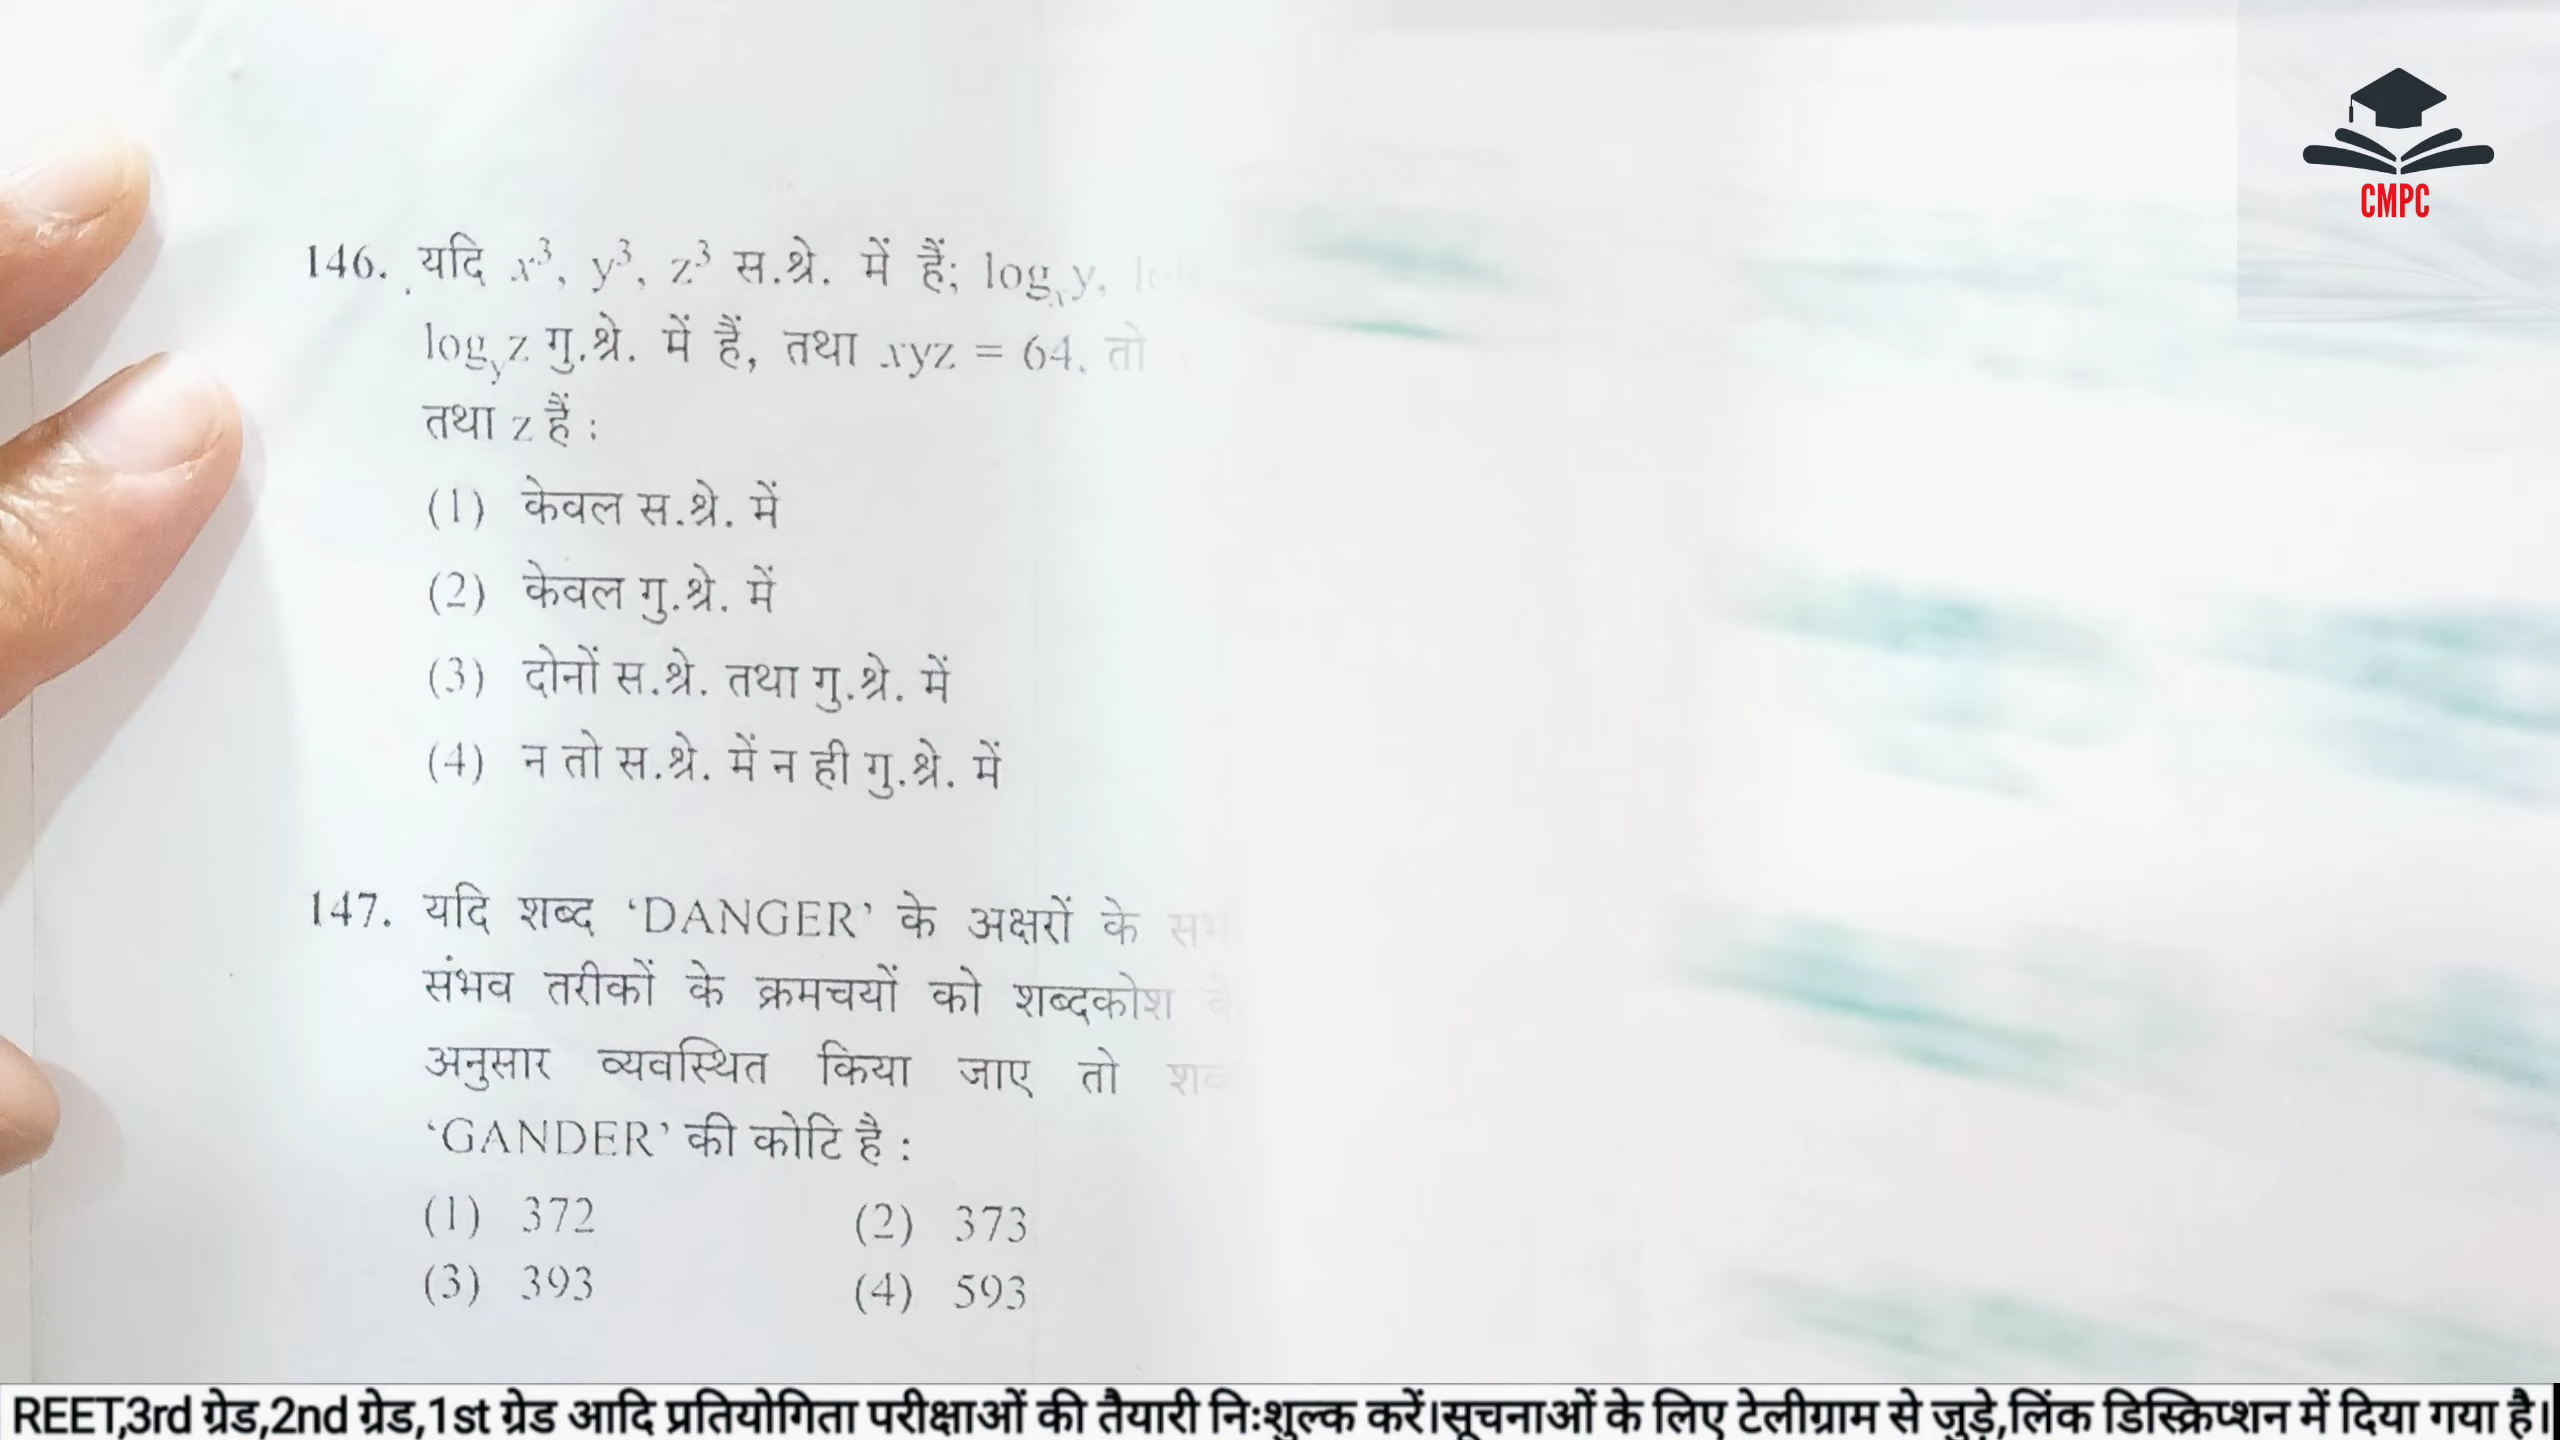 CMPC
146. यदि x³, y³, z³ स.श्रे. में हैं; logₓy,
log_y z गु.श्रे. में हैं, तथा xyz = 64, तो
तथा z हैं :
(1) केवल स.श्रे. में
(2) केवल गु.श्रे. में
(3) दोनों स.श्रे. तथा गु.श्रे. में
(4) न तो स.श्रे. में न ही गु.श्रे. में
147. यदि शब्द ‘DANGER’ के अक्षरों के
संभव तरीकों के क्रमचयों को शब्दकोश
अनुसार व्यवस्थित किया जाए तो
‘GANDER’ की कोटि है :
(1) 372 (2) 373
(3) 393 (4) 593
REET,3rd ग्रेड,2nd ग्रेड,1st ग्रेड आदि प्रतियोगिता परीक्षाओं की तैयारी निःशुल्क करें।सूचनाओं के लिए टेलीग्राम से जुड़े,लिंक डिस्क्रिप्शन में दिया गया है।